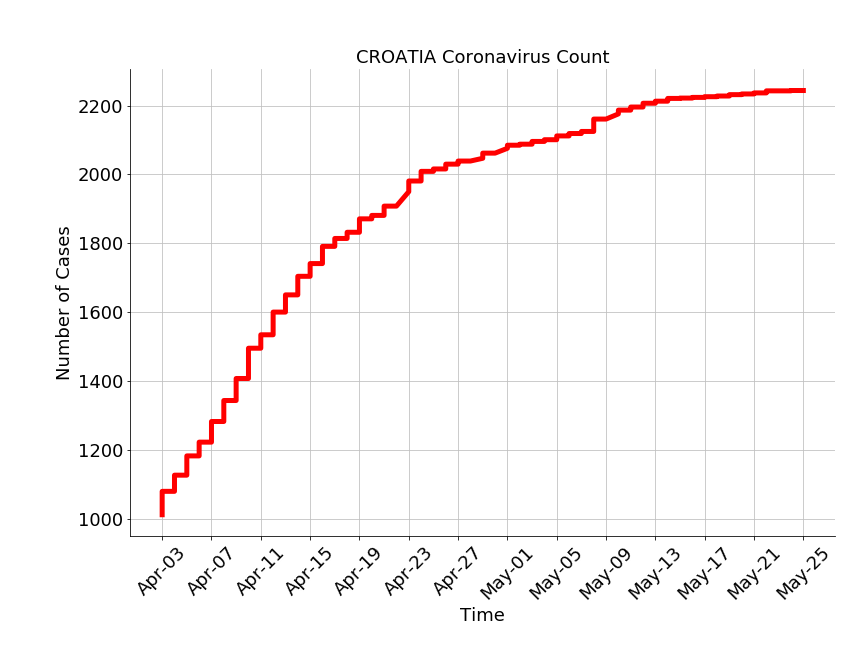 CROATIA Coronavirus Count
Number of Cases
2200
2000
1800
1600
1400
1200
1000
Apr-03
Apr-07
Apr-11
Apr-15
Apr-19
Apr-23
Apr-27
May-01
May-05
May-09
May-13
May-17
May-21
May-25
Time